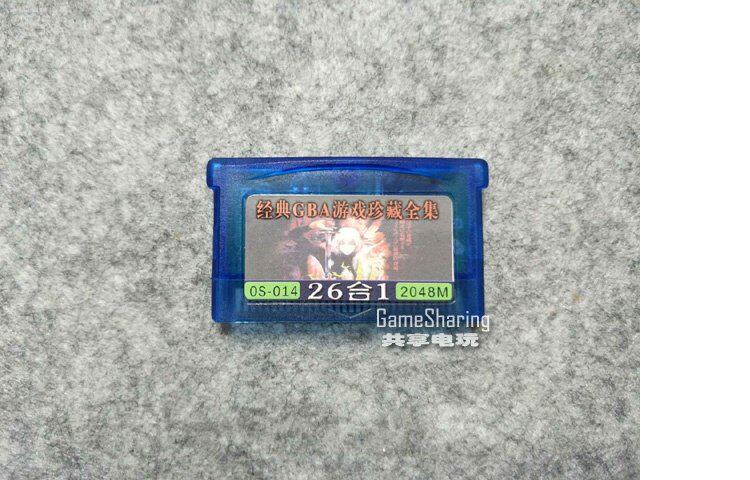 经典GBA游戏珍藏全集
OS-014 26合1 2048M
GameSharing
共享电玩